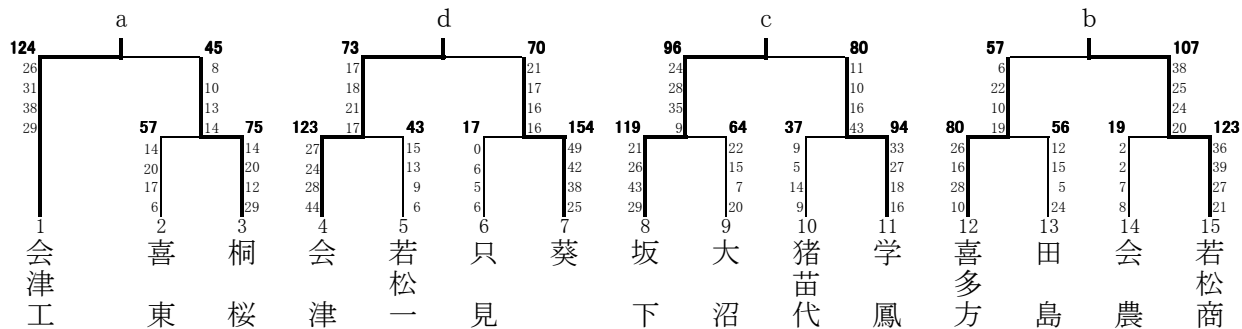 a d c b
124 45 73 70 96 80 57 107
26 8 17 21 24 11 6 38
31 10 18 17 28 10 22 25
38 13 21 16 35 16 10 24
29 14 17 16 9 43 19 20
57 75 123 43 17 154 119 64 37 94 80 56 19 123
14 14 27 15 0 49 21 22 9 33 26 12 2 36
20 20 24 13 6 42 26 15 5 27 16 15 2 39
17 12 28 9 5 38 43 7 14 18 28 5 7 27
6 29 44 6 6 25 29 20 9 16 10 24 8 21
1 2 3 4 5 6 7 8 9 10 11 12 13 14 15
会津工
喜東
桐桜
会津
若松一
只見
葵
坂下
大沼
猪苗代
学鳳
喜多方
田島
会農
若松商